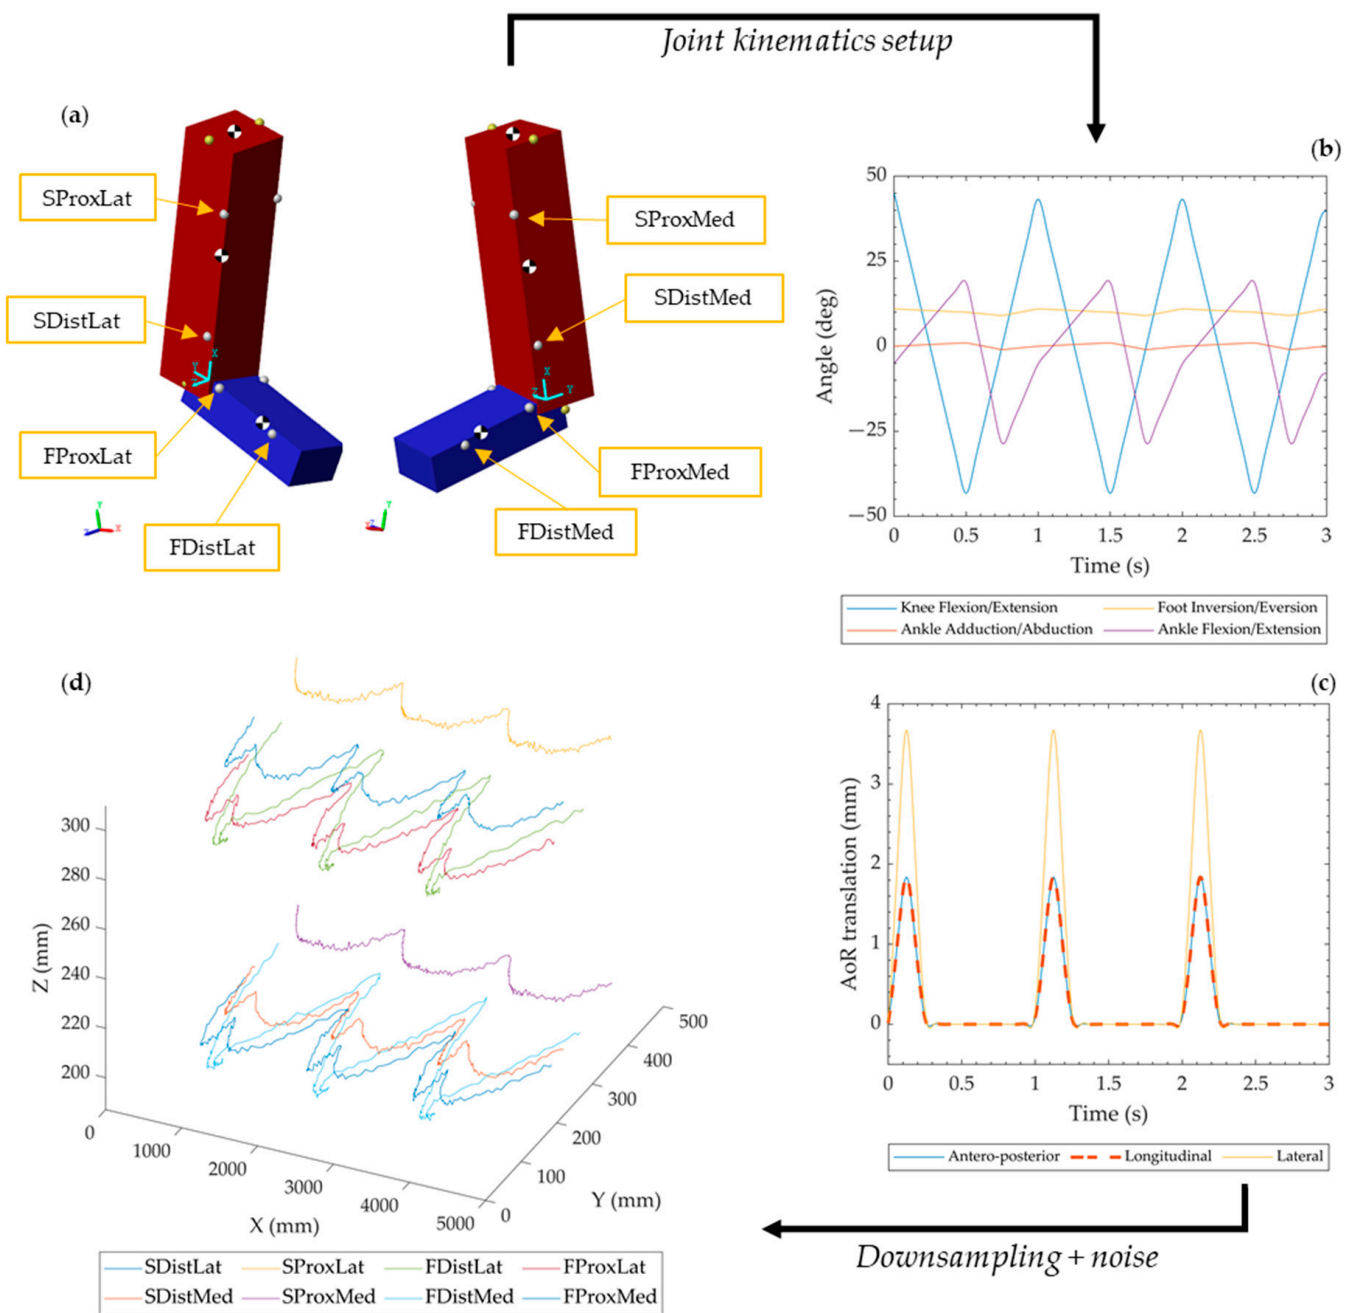 Joint kinematics setup
(a)
SProxLat
SDistLat
FProxLat
FDistLat
SProxMed
SDistMed
FProxMed
FDistMed
X
Y
Z
X
Y
Z
Y
Z
X
Y
X
Z
(b)
50
25
0
−25
−50
Angle (deg)
0
0.5
1
1.5
2
2.5
3
Time (s)
Knee Flexion/Extension
Foot Inversion/Eversion
Ankle Adduction/Abduction
Ankle Flexion/Extension
(d)
300
280
260
240
220
200
Z (mm)
0
1000
2000
3000
4000
5000
X (mm)
0
100
200
300
400
500
Y (mm)
SDistLat
SProxLat
FDistLat
FProxLat
SDistMed
SProxMed
FDistMed
FProxMed
(c)
4
3
2
1
0
AoR translation (mm)
0
0.5
1
1.5
2
2.5
3
Time (s)
Antero-posterior
Longitudinal
Lateral
Downsampling + noise